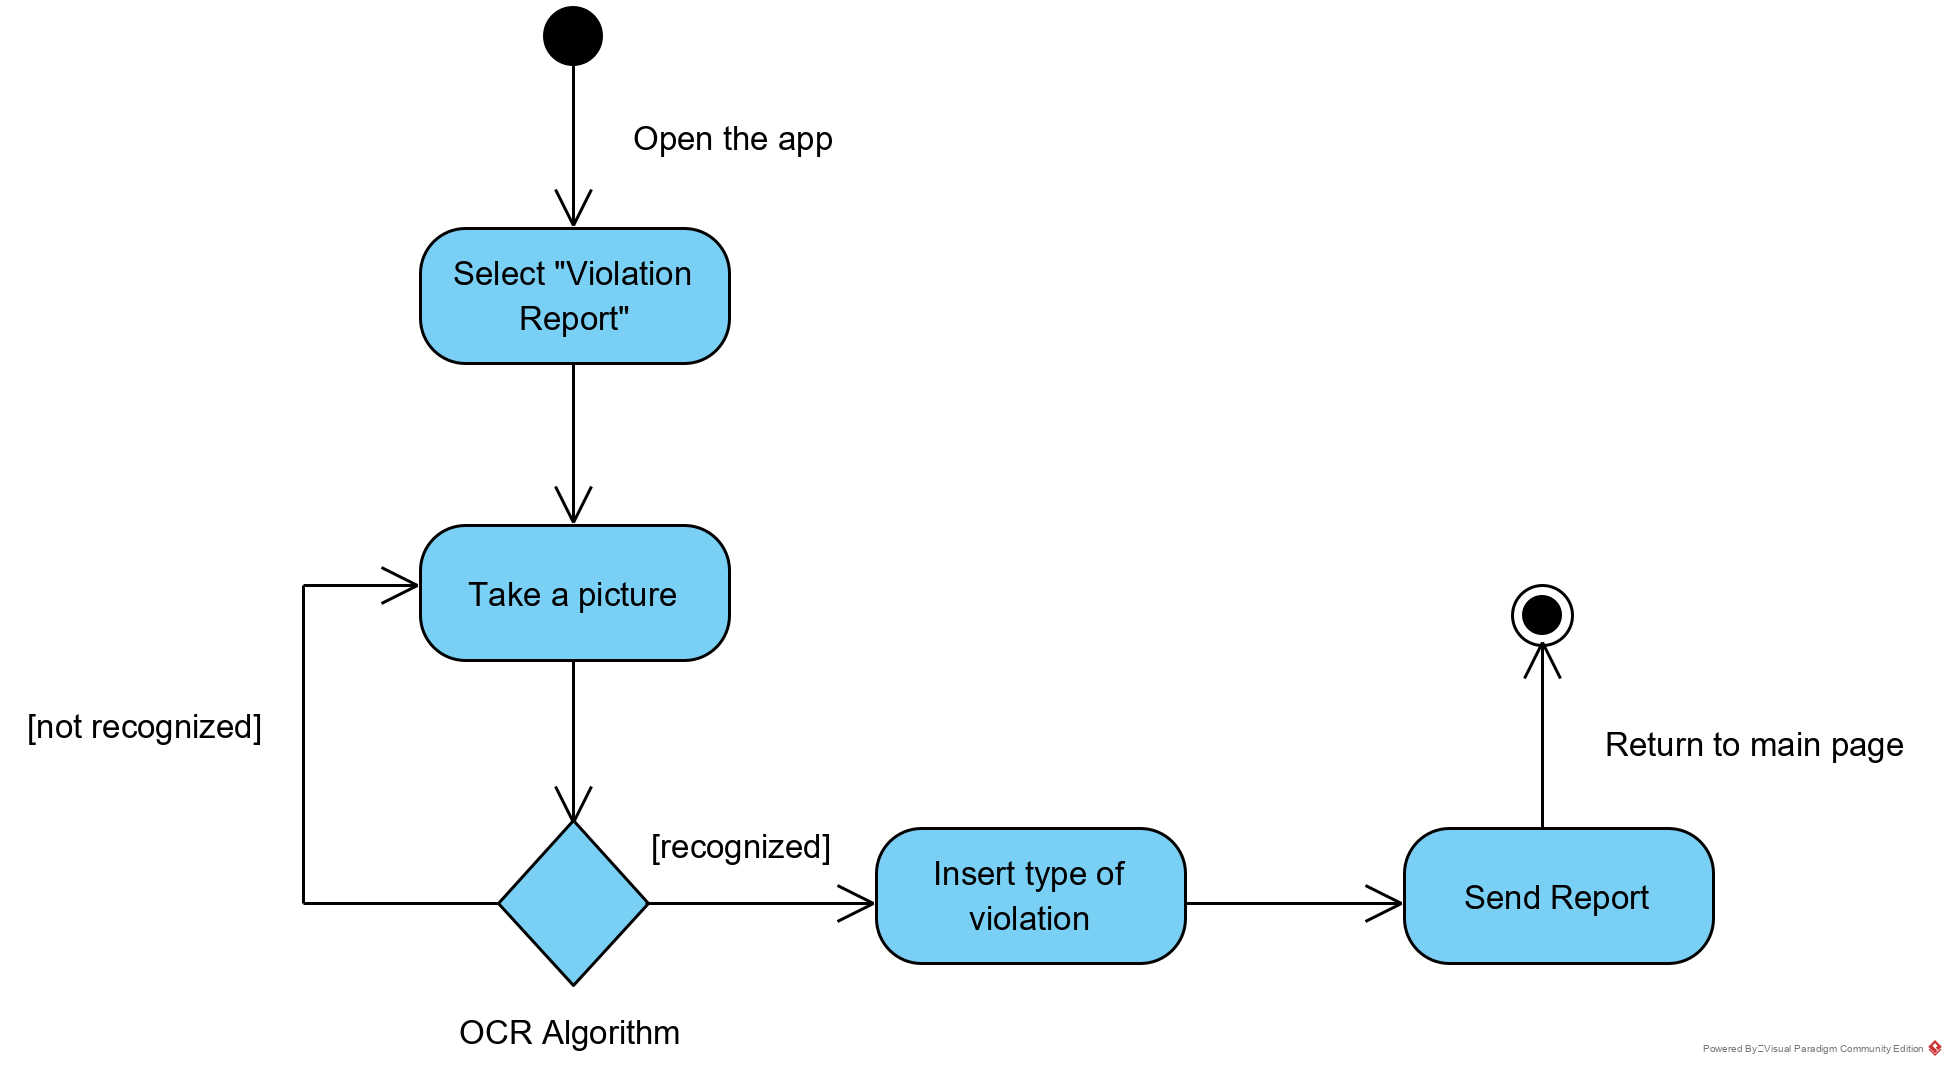 Open the app
Select "Violation
Report"
Take a picture
[not recognized]
[recognized]
OCR Algorithm
Insert type of
violation
Send Report
Return to main page
Powered By Visual Paradigm Community Edition